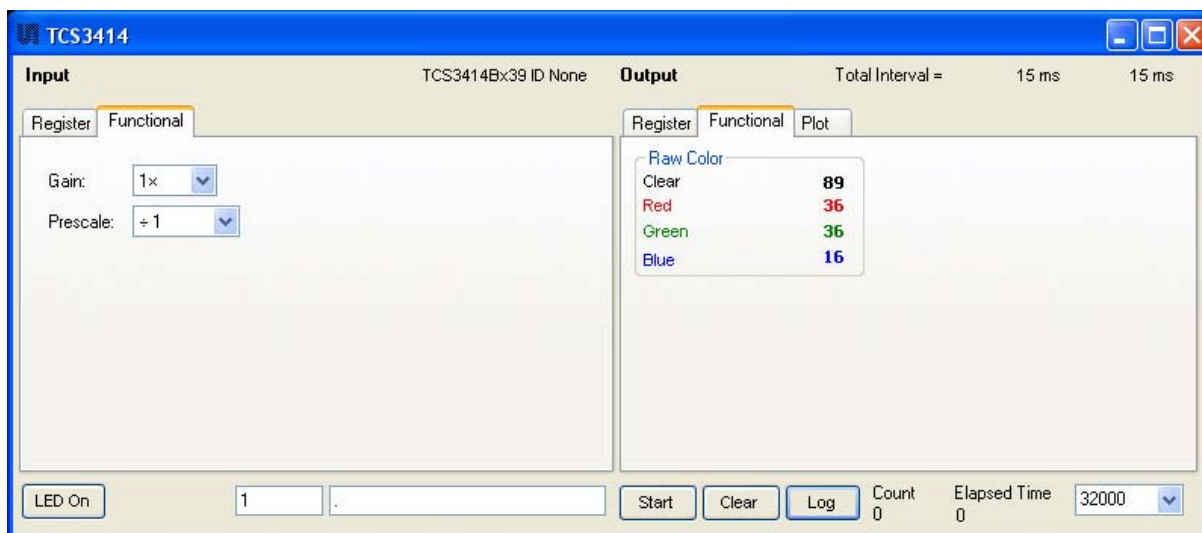 TCS3414
Input TCS3414Bx39 ID None Output Total Interval = 15 ms 15 ms
Register Functional
Gain: 1×
Prescale: ÷ 1
Register Functional Plot
Raw Color
Clear 89
Red 36
Green 36
Blue 16
LED On 1 . Start Clear Log Count 0 Elapsed Time 0 32000